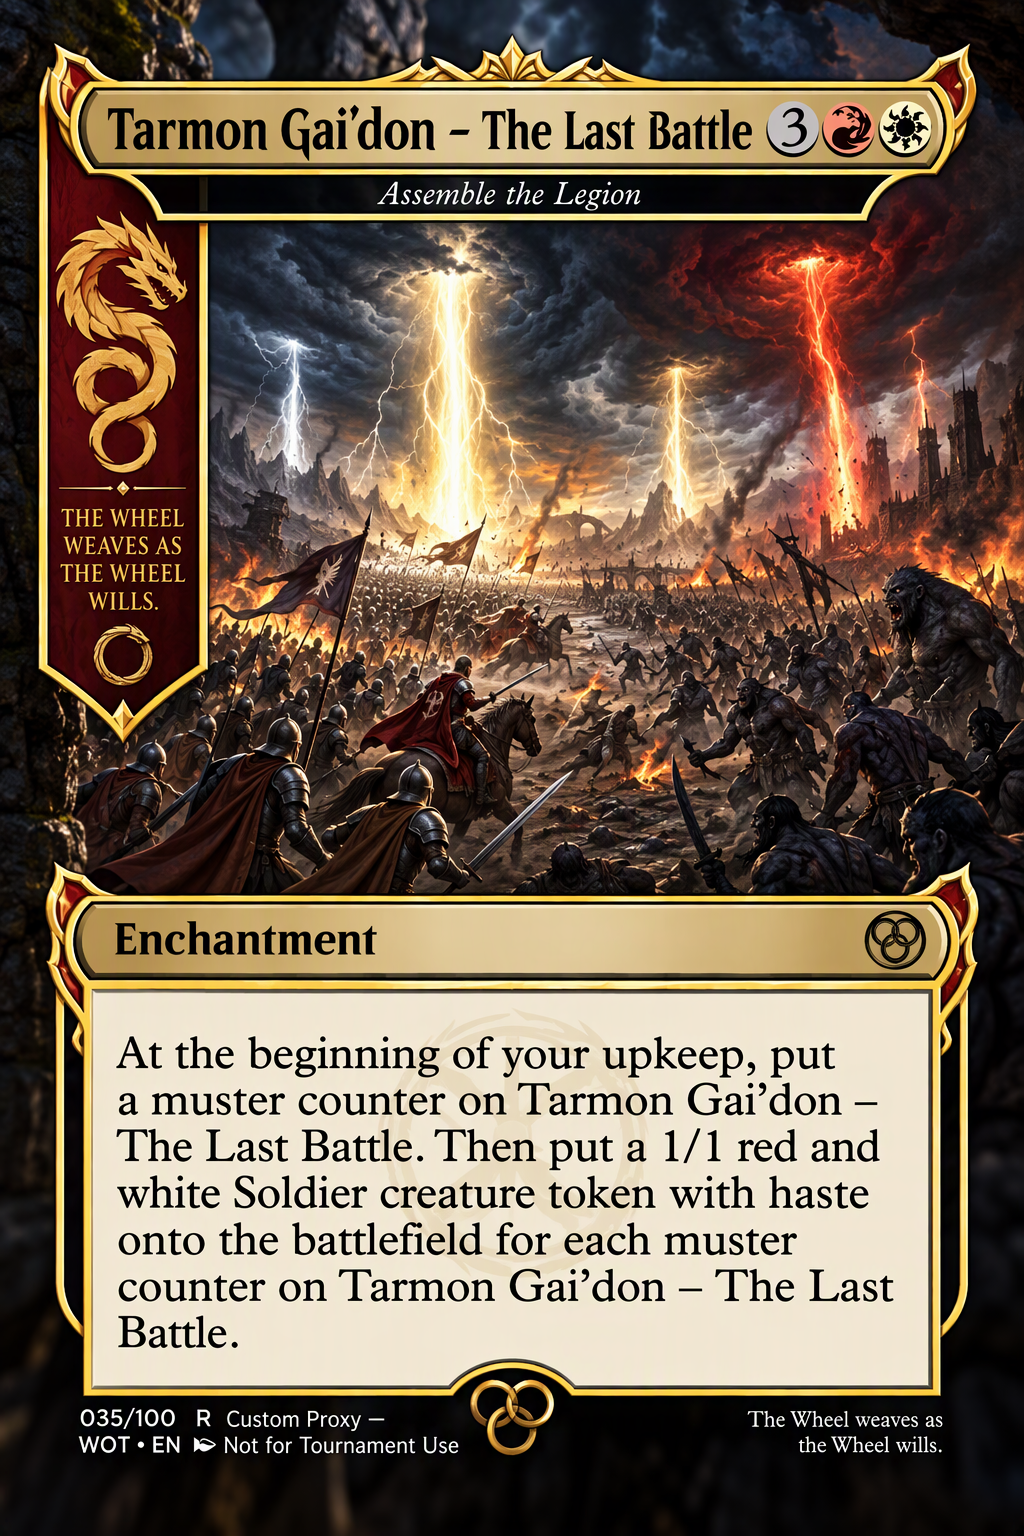 Tarmon Gai'don – The Last Battle 3
Assemble the Legion
THE WHEEL
WEAVES AS
THE WHEEL
WILLS.
Enchantment
At the beginning of your upkeep, put
a muster counter on Tarmon Gai'don –
The Last Battle. Then put a 1/1 red and
white Soldier creature token with haste
onto the battlefield for each muster
counter on Tarmon Gai'don – The Last
Battle.
035/100 R Custom Proxy –
WOT • EN Not for Tournament Use
The Wheel weaves as
the Wheel wills.